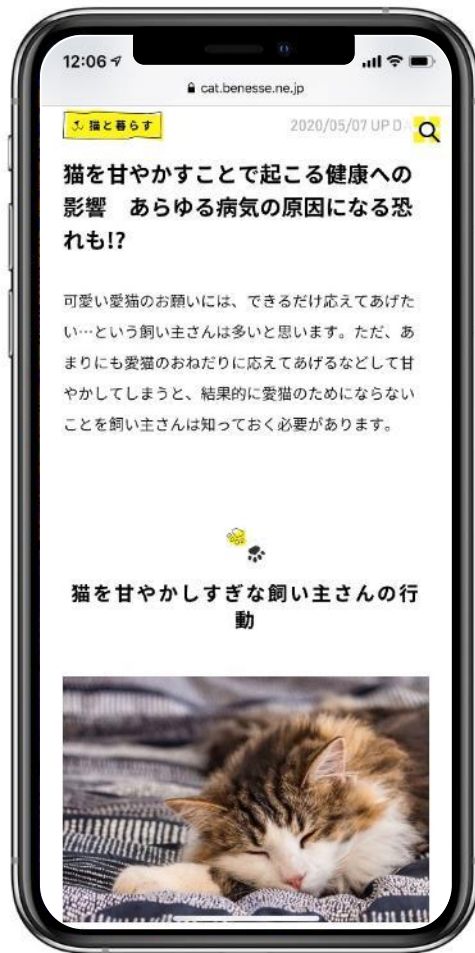 12:06
cat.benesse.ne.jp
猫と暮らす
2020/05/07 UP D
猫を甘やかすことで起こる健康への
影響 あらゆる病気の原因になる恐
れも!?
可愛い愛猫のお願いには、できるだけ応えてあげた
い…という飼い主さんは多いと思います。ただ、あ
まりにも愛猫のおねだりに応えてあげるなどして甘
やかしてしまうと、結果的に愛猫のためにならない
ことを飼い主さんは知っておく必要があります。
猫を甘やかしすぎな飼い主さんの行
動